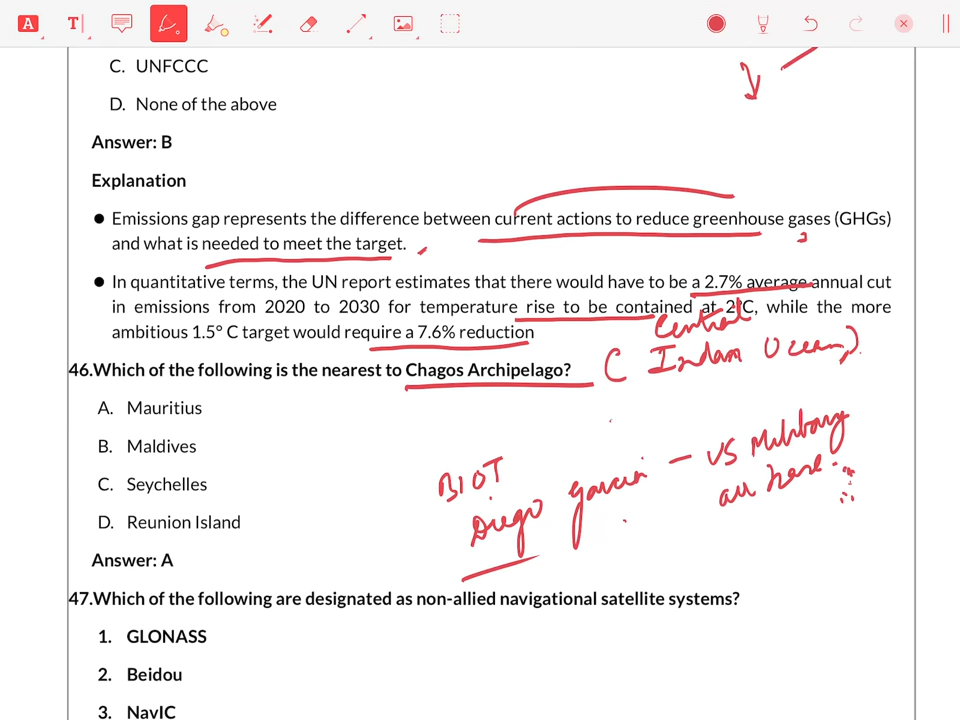 C. UNFCCC
D. None of the above
Answer: B
Explanation
● Emissions gap represents the difference between current actions to reduce greenhouse gases (GHGs)
and what is needed to meet the target.
● In quantitative terms, the UN report estimates that there would have to be a 2.7% average annual cut
in emissions from 2020 to 2030 for temperature rise to be contained at 2°C, while the more
ambitious 1.5° C target would require a 7.6% reduction
Central
(Indian Ocean)
46.Which of the following is the nearest to Chagos Archipelago?
A. Mauritius
B. Maldives
C. Seychelles
D. Reunion Island
BIOT
Diego Garcia – US Military
base
Answer: A
47.Which of the following are designated as non-allied navigational satellite systems?
1. GLONASS
2. Beidou
3. NavIC